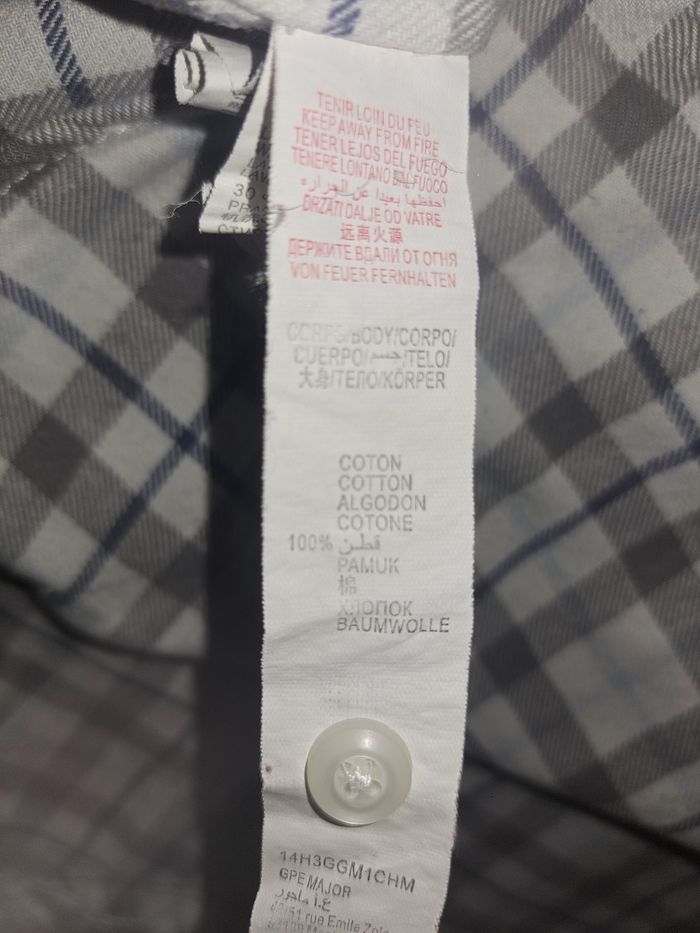 30
TENIR LOIN DU FEU
KEEP AWAY FROM FIRE
TENER LEJOS DEL FUEGO
TENERE LONTANO DAL FUOCO
احفظها بعيدا عن الحرارة
DRZATI DALJE OD VATRE
远离火源
ДЕРЖИТЕ ВДАЛИ ОТ ОГНЯ
VON FEUER FERNHALTEN
CORPS/BODY/CORPO/
CUERPO/جسم/TELO/
大身/ТЕЛО/KÖRPER
COTON
COTTON
ALGODON
COTONE
100% قطن
PAMUK
棉
ХЛОПОК
BAUMWOLLE
14H3GGM1CHM
GPE MAJOR
rue Emile Zola